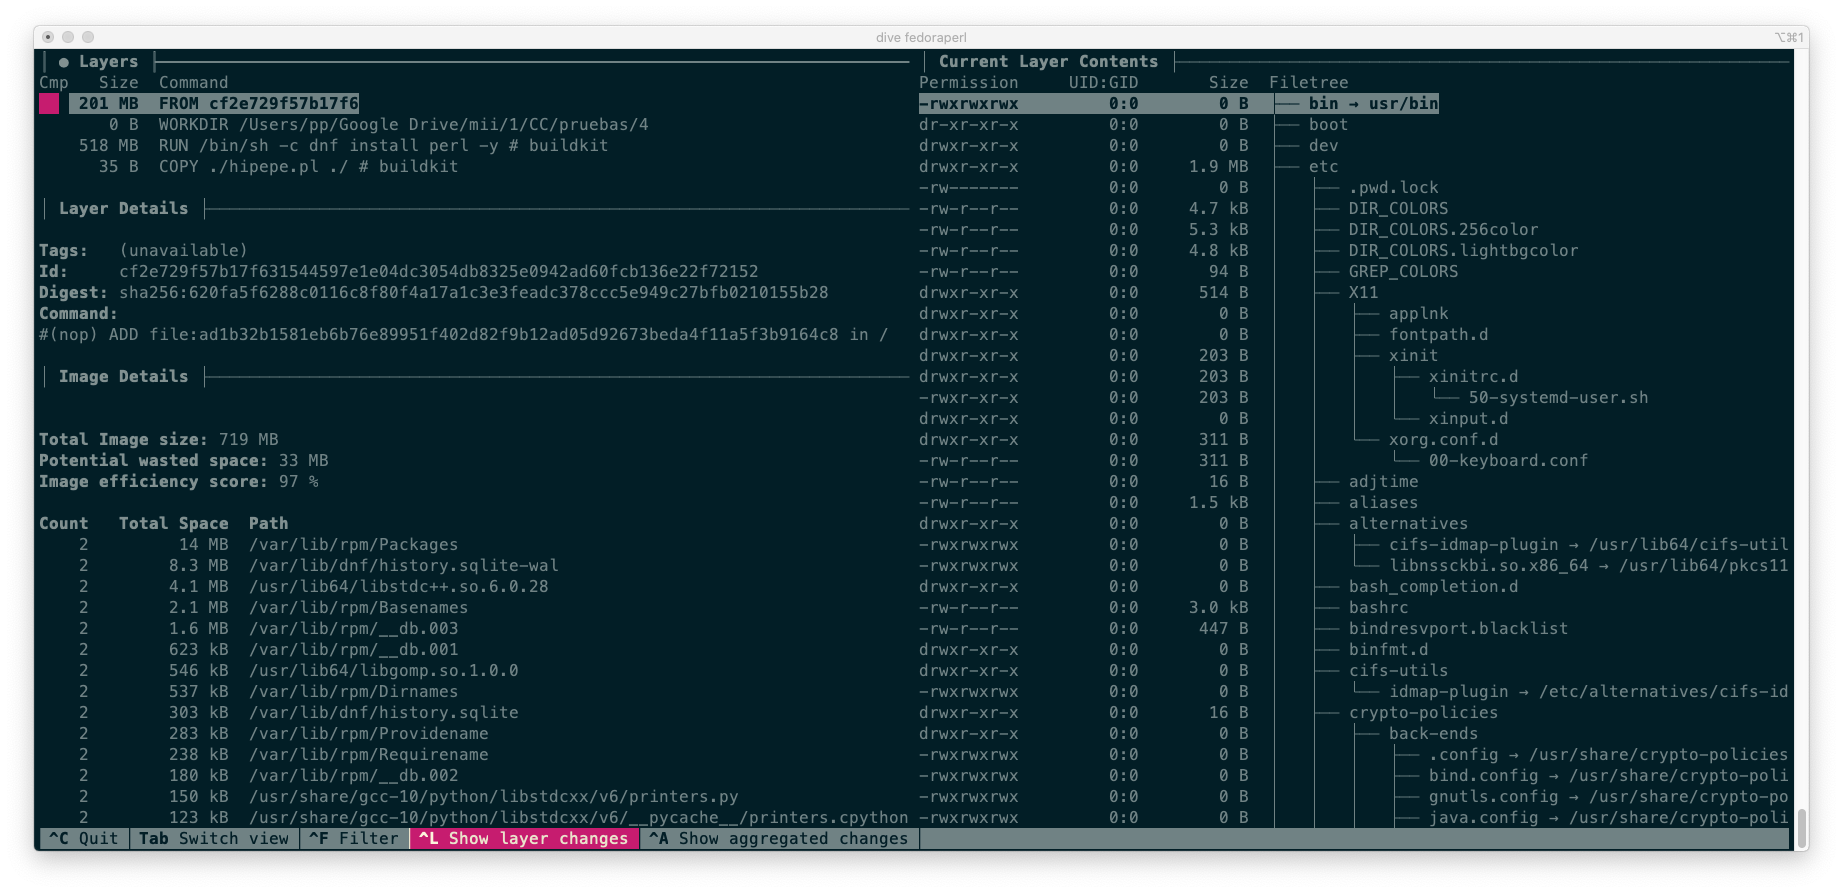 dive fedoraperl
⌥⌘1
● Layers
Cmp Size Command
201 MB FROM cf2e729f57b17f6
0 B WORKDIR /Users/pp/Google Drive/mii/1/CC/pruebas/4
518 MB RUN /bin/sh -c dnf install perl -y # buildkit
35 B COPY ./hipepe.pl ./ # buildkit
Layer Details
Tags: (unavailable)
Id: cf2e729f57b17f631544597e1e04dc3054db8325e0942ad60fcb136e22f72152
Digest: sha256:620fa5f6288c0116c8f80f4a17a1c3e3feadc378ccc5e949c27bfb0210155b28
Command:
#(nop) ADD file:ad1b32b1581eb6b76e89951f402d82f9b12ad05d92673beda4f11a5f3b9164c8 in /
Image Details
Total Image size: 719 MB
Potential wasted space: 33 MB
Image efficiency score: 97 %
Count Total Space Path
2 14 MB /var/lib/rpm/Packages
2 8.3 MB /var/lib/dnf/history.sqlite-wal
2 4.1 MB /usr/lib64/libstdc++.so.6.0.28
2 2.1 MB /var/lib/rpm/Basenames
2 1.6 MB /var/lib/rpm/__db.003
2 623 kB /var/lib/rpm/__db.001
2 546 kB /usr/lib64/libgomp.so.1.0.0
2 537 kB /var/lib/rpm/Dirnames
2 303 kB /var/lib/dnf/history.sqlite
2 283 kB /var/lib/rpm/Providename
2 238 kB /var/lib/rpm/Requirename
2 180 kB /var/lib/rpm/__db.002
2 150 kB /usr/share/gcc-10/python/libstdcxx/v6/printers.py
2 123 kB /usr/share/gcc-10/python/libstdcxx/v6/__pycache__/printers.cpython
Current Layer Contents
Permission UID:GID Size Filetree
-rwxrwxrwx 0:0 0 B bin → usr/bin
dr-xr-xr-x 0:0 0 B boot
drwxr-xr-x 0:0 0 B dev
drwxr-xr-x 0:0 1.9 MB etc
-rw------- 0:0 0 B .pwd.lock
-rw-r--r-- 0:0 4.7 kB DIR_COLORS
-rw-r--r-- 0:0 5.3 kB DIR_COLORS.256color
-rw-r--r-- 0:0 4.8 kB DIR_COLORS.lightbgcolor
-rw-r--r-- 0:0 94 B GREP_COLORS
drwxr-xr-x 0:0 514 B X11
drwxr-xr-x 0:0 0 B applnk
drwxr-xr-x 0:0 0 B fontpath.d
drwxr-xr-x 0:0 203 B xinit
drwxr-xr-x 0:0 203 B xinitrc.d
-rwxr-xr-x 0:0 203 B 50-systemd-user.sh
drwxr-xr-x 0:0 0 B xinput.d
drwxr-xr-x 0:0 311 B xorg.conf.d
-rw-r--r-- 0:0 311 B 00-keyboard.conf
-rw-r--r-- 0:0 16 B adjtime
-rw-r--r-- 0:0 1.5 kB aliases
drwxr-xr-x 0:0 0 B alternatives
-rwxrwxrwx 0:0 0 B cifs-idmap-plugin → /usr/lib64/cifs-util
-rwxrwxrwx 0:0 0 B libnssckbi.so.x86_64 → /usr/lib64/pkcs11
drwxr-xr-x 0:0 0 B bash_completion.d
-rw-r--r-- 0:0 3.0 kB bashrc
-rw-r--r-- 0:0 447 B bindresvport.blacklist
drwxr-xr-x 0:0 0 B binfmt.d
drwxr-xr-x 0:0 0 B cifs-utils
-rwxrwxrwx 0:0 0 B idmap-plugin → /etc/alternatives/cifs-id
drwxr-xr-x 0:0 16 B crypto-policies
drwxr-xr-x 0:0 0 B back-ends
-rwxrwxrwx 0:0 0 B .config → /usr/share/crypto-policies
-rwxrwxrwx 0:0 0 B bind.config → /usr/share/crypto-poli
-rwxrwxrwx 0:0 0 B gnutls.config → /usr/share/crypto-po
-rwxrwxrwx 0:0 0 B java.config → /usr/share/crypto-poli
^C Quit Tab Switch view ^F Filter ^L Show layer changes ^A Show aggregated changes